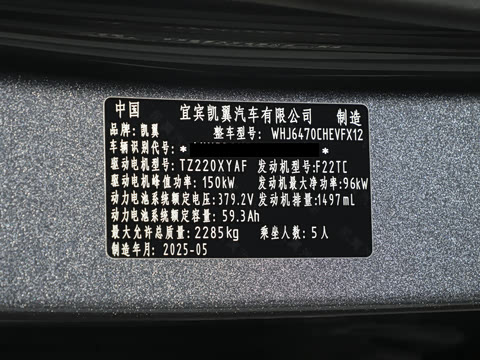 中国 宜宾凯翼汽车有限公司 制造
品牌:凯翼 整车型号:WHJ6470CHEVFX12
车辆识别代号:* *
驱动电机型号:TZ220XYAF 发动机型号:F22TC
驱动电机峰值功率:150kW 发动机最大净功率:96kW
动力电池系统额定电压:379.2V 发动机排量:1497mL
动力电池系统额定容量:59.3Ah
最大允许总质量:2285kg 乘坐人数:5人
制造年月:2025-05